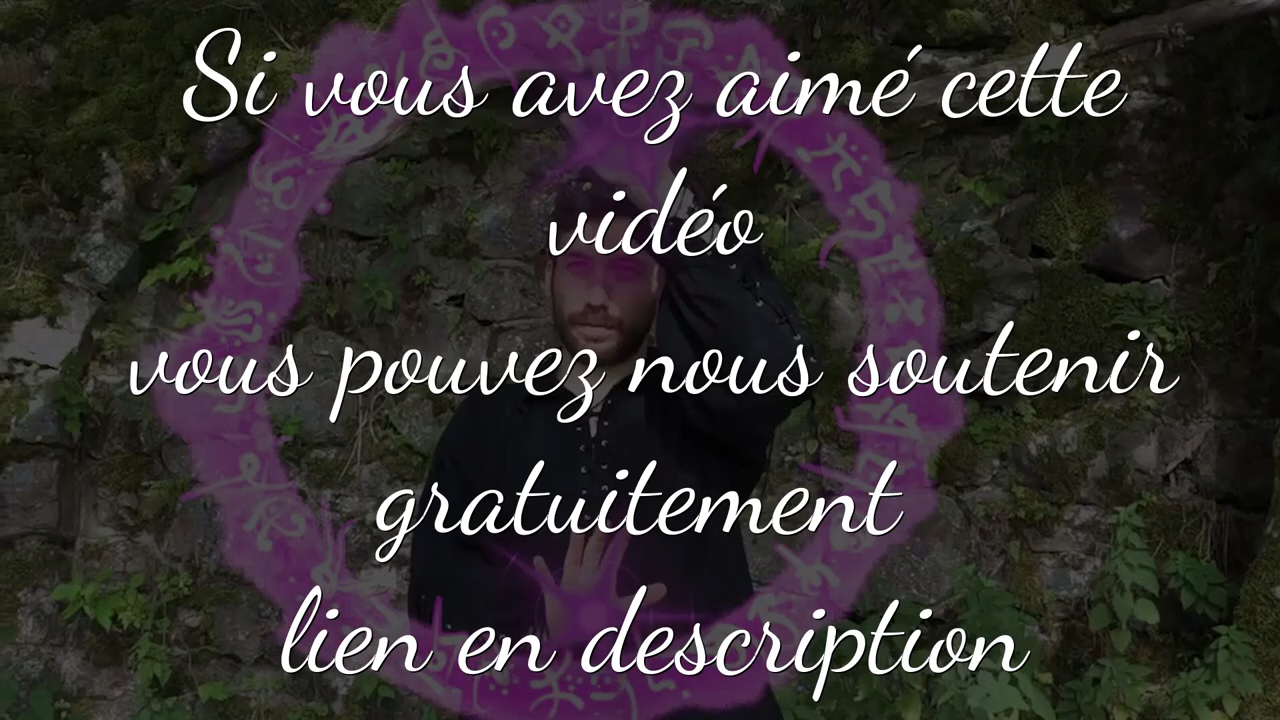 Si vous avez aimé cette
vidéo
vous pouvez nous soutenir
gratuitement
lien en description